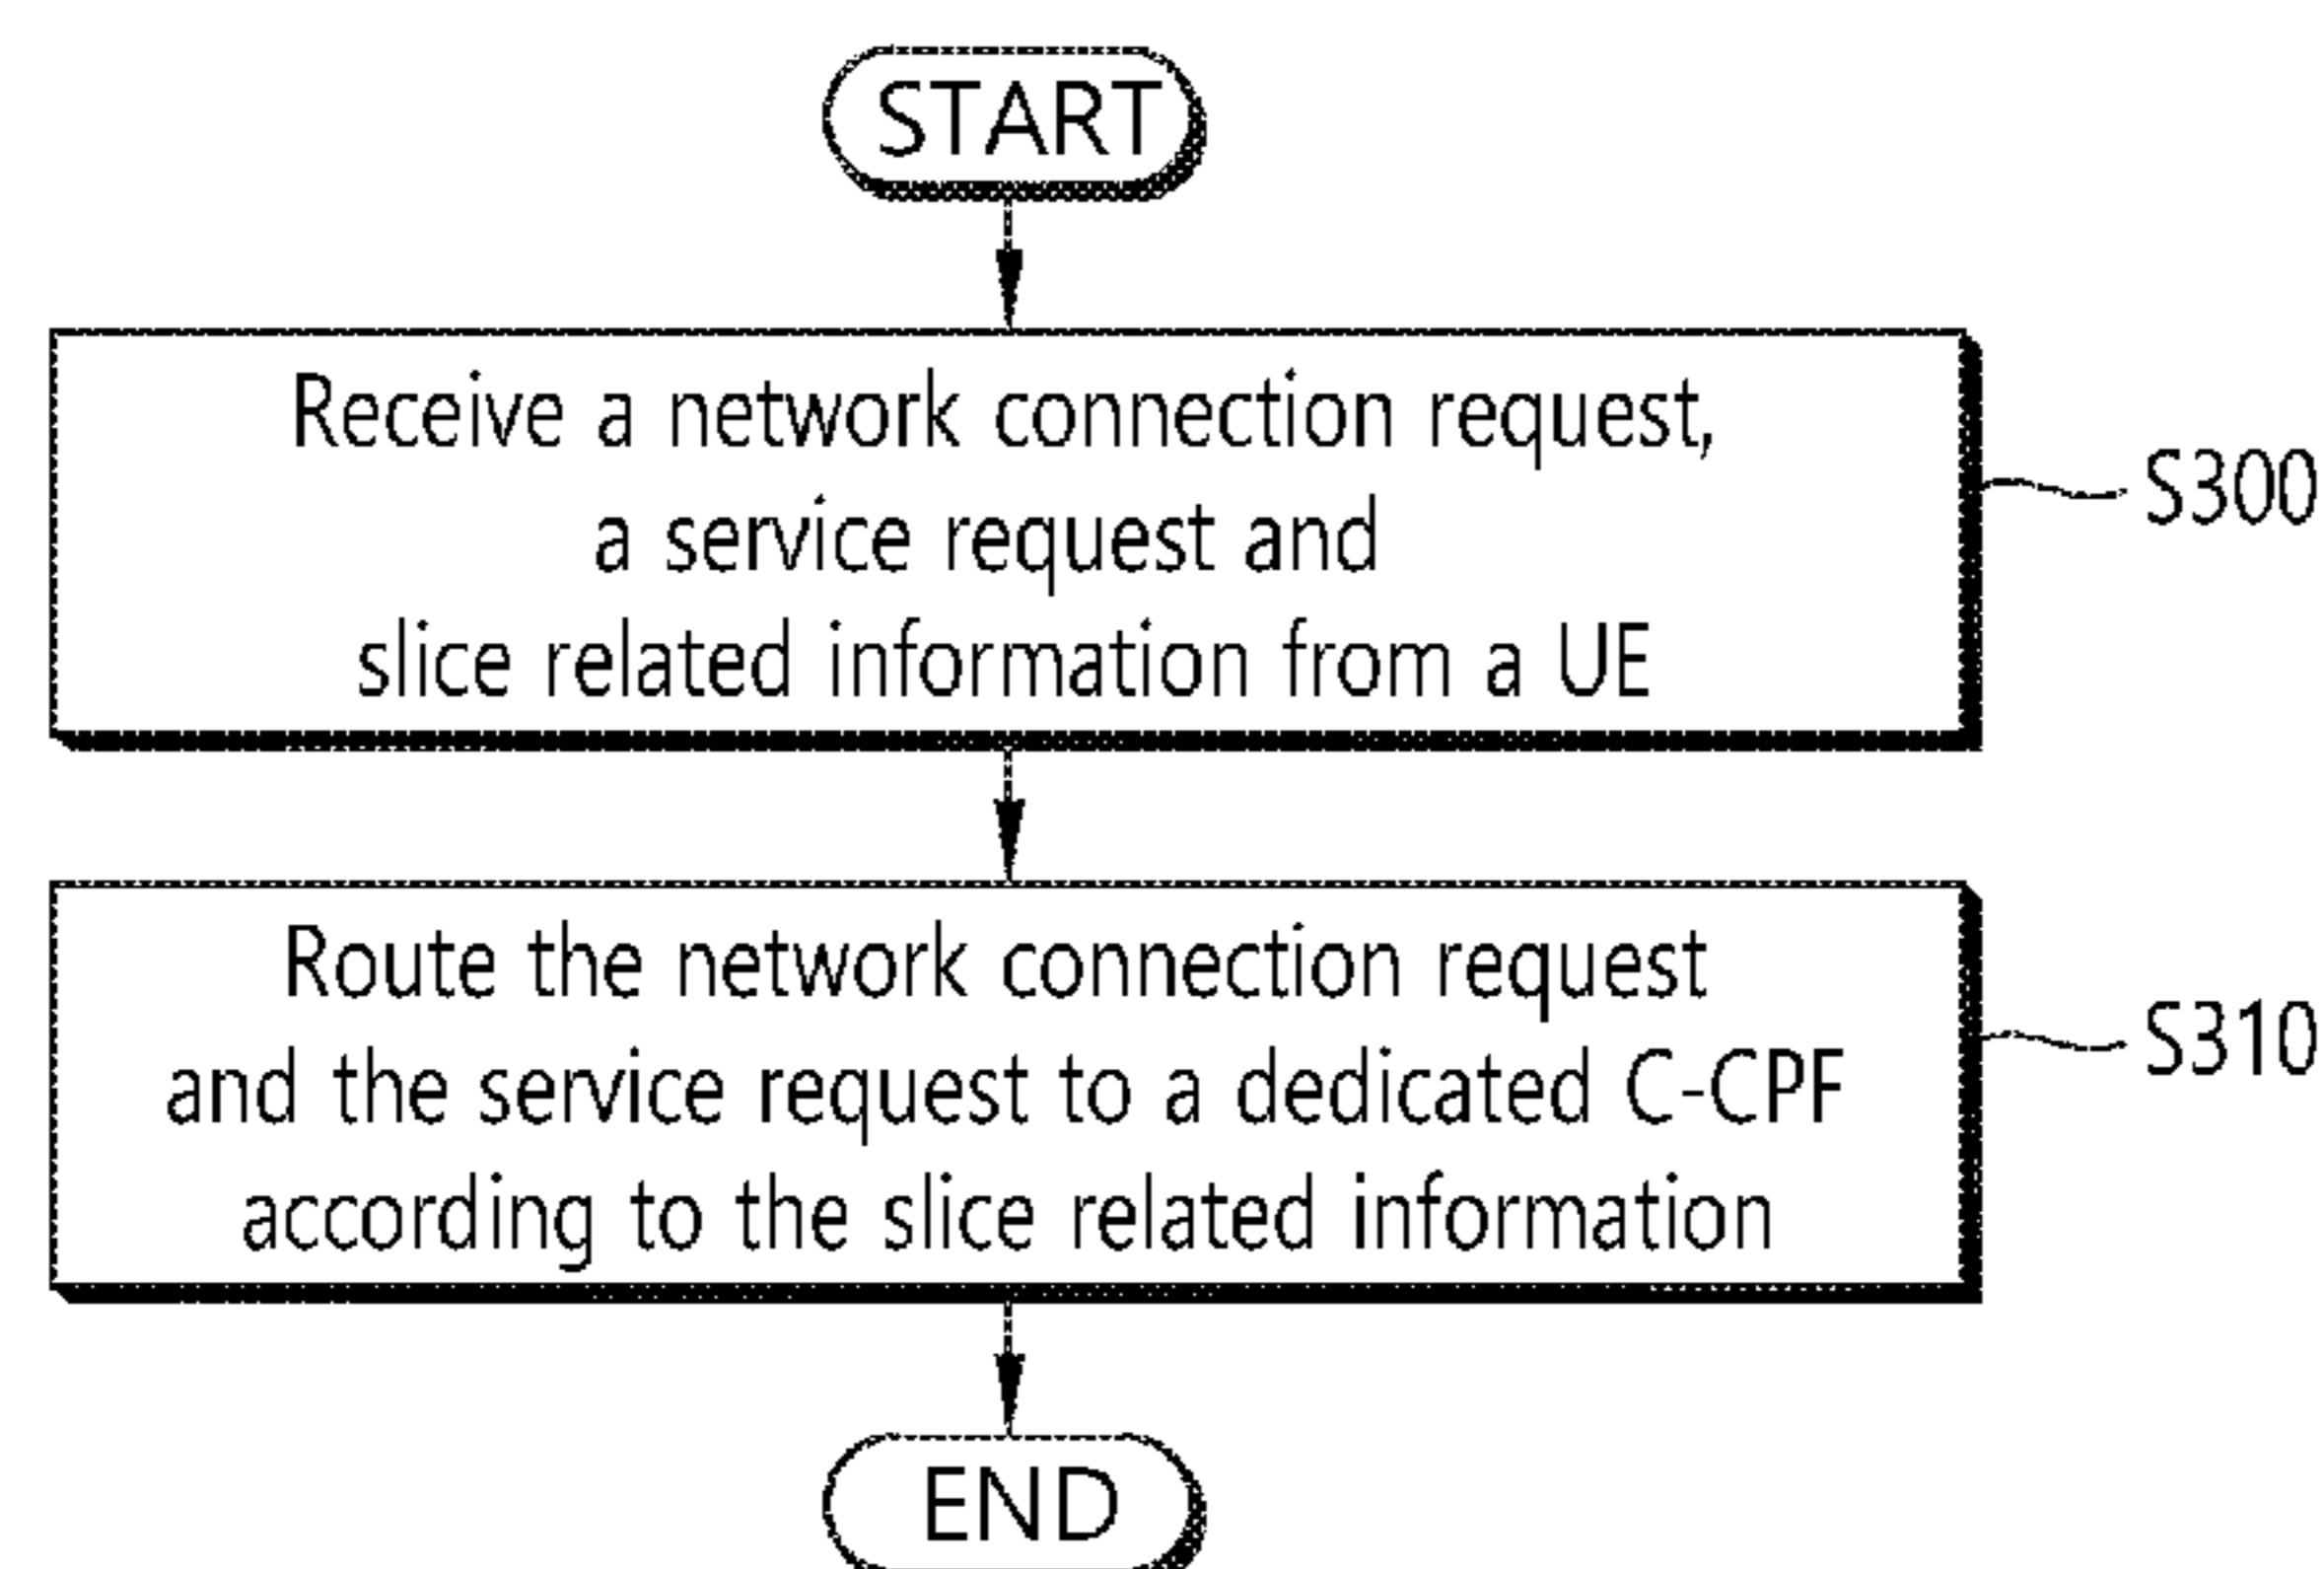 START
Receive a network connection request,
a service request and
slice related information from a UE
S300
Route the network connection request
and the service request to a dedicated C-CPF
according to the slice related information
S310
END